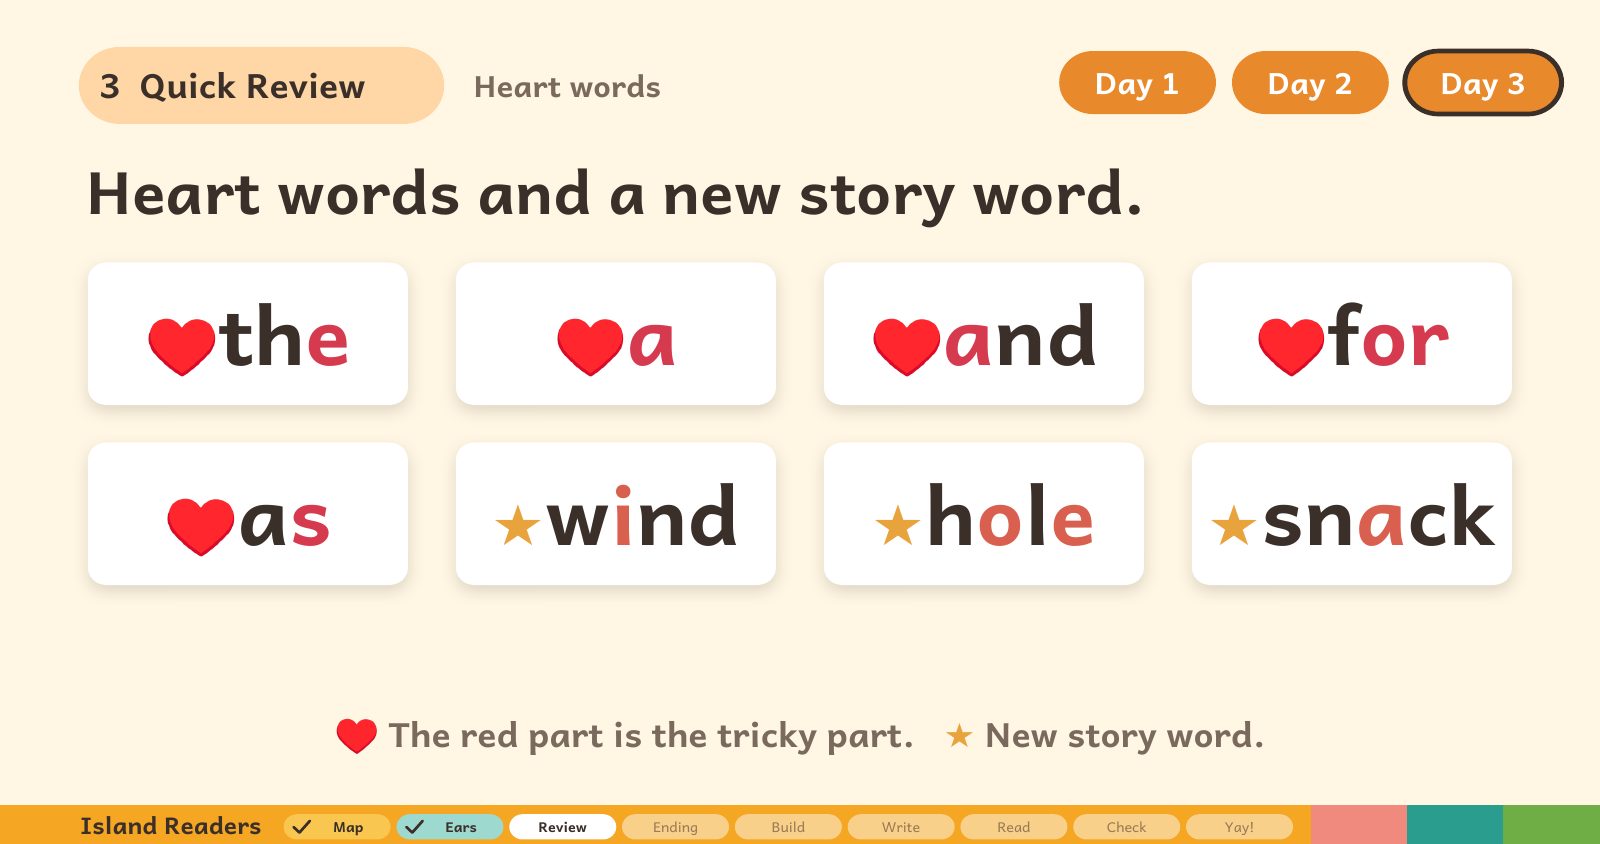 3 Quick Review
Heart words
Day 1
Day 2
Day 3
Heart words and a new story word.
the
a
and
for
as
wind
hole
snack
The red part is the tricky part.
New story word.
Island Readers
Map
Ears
Review
Ending
Build
Write
Read
Check
Yay!